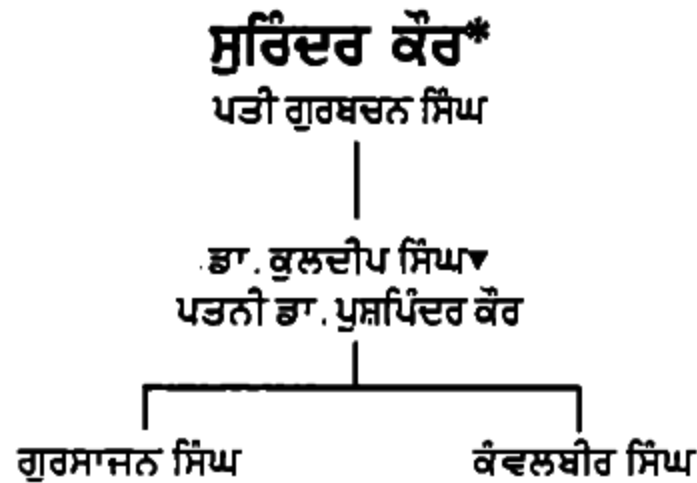 ਸੁਰਿੰਦਰ ਕੌਰ*
ਪਤੀ ਗੁਰਬਚਨ ਸਿੰਘ
ਡਾ. ਕੁਲਦੀਪ ਸਿੰਘ▼
ਪਤਨੀ ਡਾ. ਪੁਸ਼ਪਿੰਦਰ ਕੌਰ
ਗੁਰਸਾਜਨ ਸਿੰਘ
ਕੰਵਲਬੀਰ ਸਿੰਘ